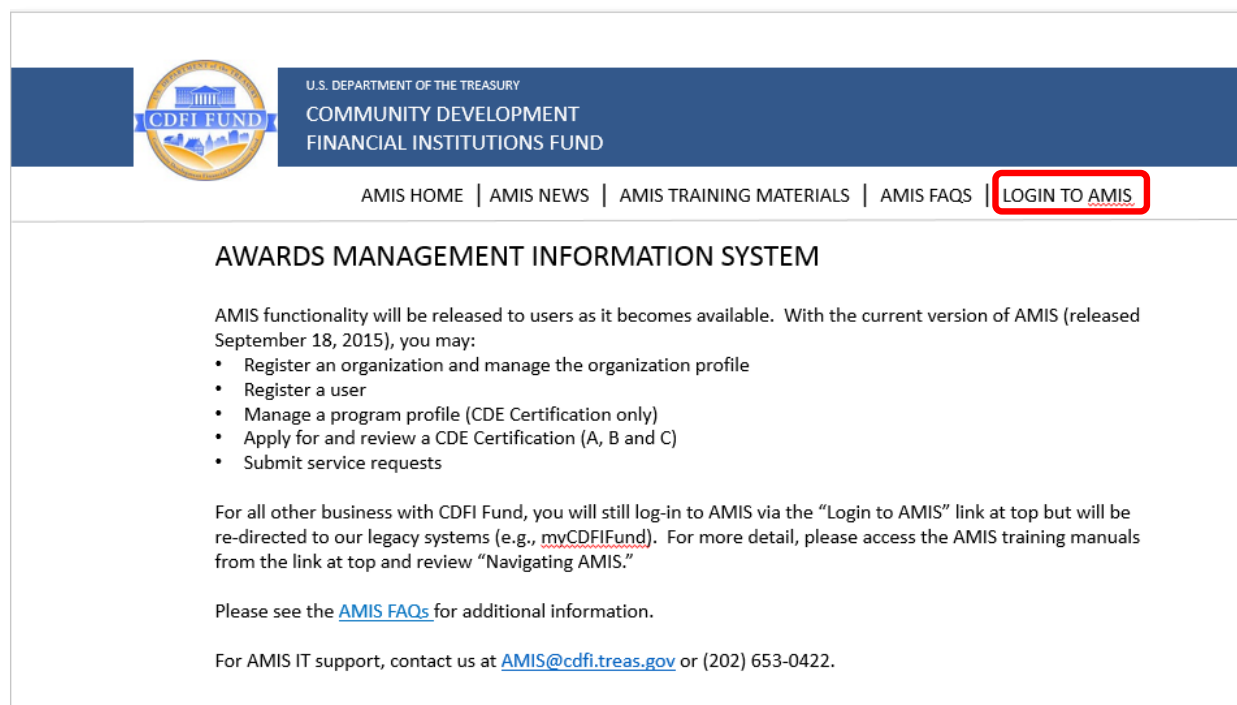 U.S. DEPARTMENT OF THE TREASURY
COMMUNITY DEVELOPMENT
FINANCIAL INSTITUTIONS FUND
CDFI FUND
AMIS HOME | AMIS NEWS | AMIS TRAINING MATERIALS | AMIS FAQS | LOGIN TO AMIS
AWARDS MANAGEMENT INFORMATION SYSTEM
AMIS functionality will be released to users as it becomes available.  With the current version of AMIS (released
September 18, 2015), you may:
• Register an organization and manage the organization profile
• Register a user
• Manage a program profile (CDE Certification only)
• Apply for and review a CDE Certification (A, B and C)
• Submit service requests
For all other business with CDFI Fund, you will still log-in to AMIS via the “Login to AMIS” link at top but will be
re-directed to our legacy systems (e.g., myCDFIFund).  For more detail, please access the AMIS training manuals
from the link at top and review “Navigating AMIS.”
Please see the AMIS FAQs for additional information.
For AMIS IT support, contact us at AMIS@cdfi.treas.gov or (202) 653-0422.